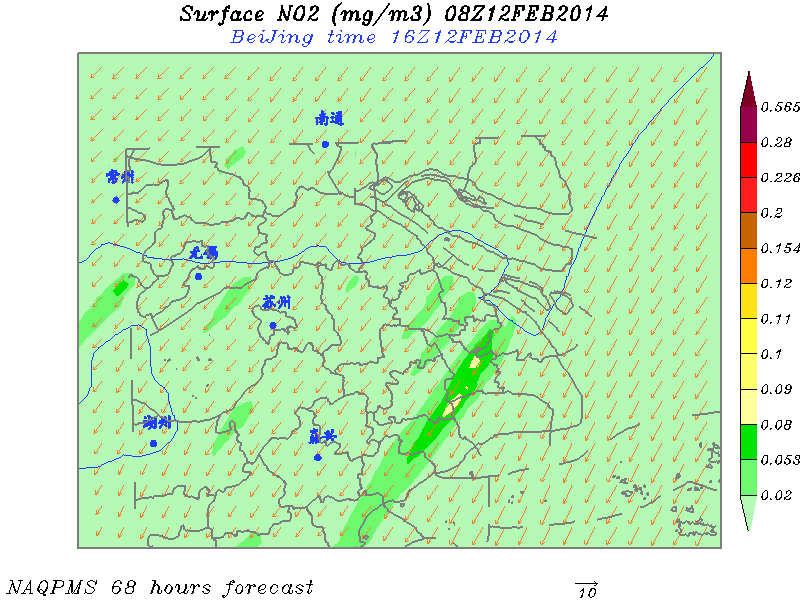 Surface NO2 (mg/m3) 08Z12FEB2014
BeiJing time 16Z12FEB2014
南通
常州
无锡
苏州
湖州
嘉兴
0.565
0.28
0.226
0.2
0.154
0.12
0.11
0.1
0.09
0.08
0.053
0.02
NAQPMS 68 hours forecast
10